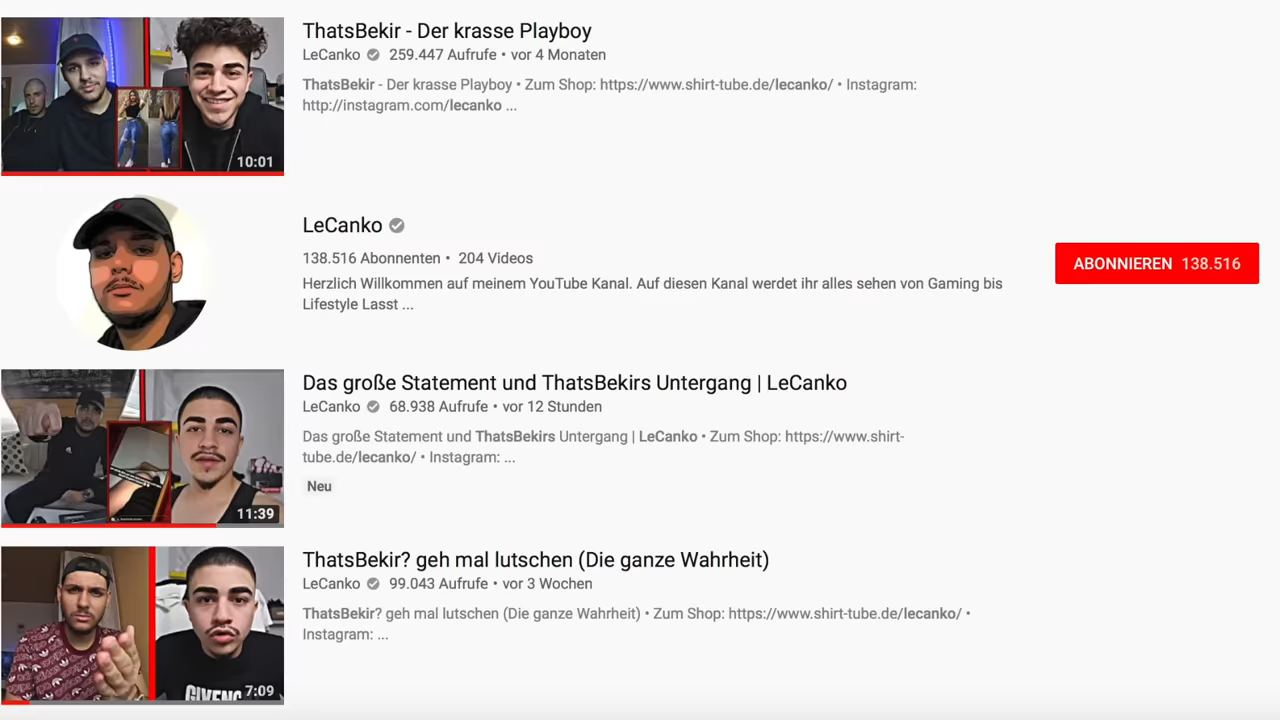 ThatsBekir - Der krasse Playboy
LeCanko 259.447 Aufrufe • vor 4 Monaten
ThatsBekir - Der krasse Playboy • Zum Shop: https://www.shirt-tube.de/lecanko/ • Instagram:
http://instagram.com/lecanko ...
10:01
LeCanko
138.516 Abonnenten • 204 Videos
Herzlich Willkommen auf meinem YouTube Kanal. Auf diesen Kanal werdet ihr alles sehen von Gaming bis
Lifestyle Lasst ...
ABONNIEREN 138.516
Das große Statement und ThatsBekirs Untergang | LeCanko
LeCanko 68.938 Aufrufe • vor 12 Stunden
Das große Statement und ThatsBekirs Untergang | LeCanko • Zum Shop: https://www.shirt-
tube.de/lecanko/ • Instagram: ...
Neu
11:39
ThatsBekir? geh mal lutschen (Die ganze Wahrheit)
LeCanko 99.043 Aufrufe • vor 3 Wochen
ThatsBekir? geh mal lutschen (Die ganze Wahrheit) • Zum Shop: https://www.shirt-tube.de/lecanko/ •
Instagram: ...
7:09